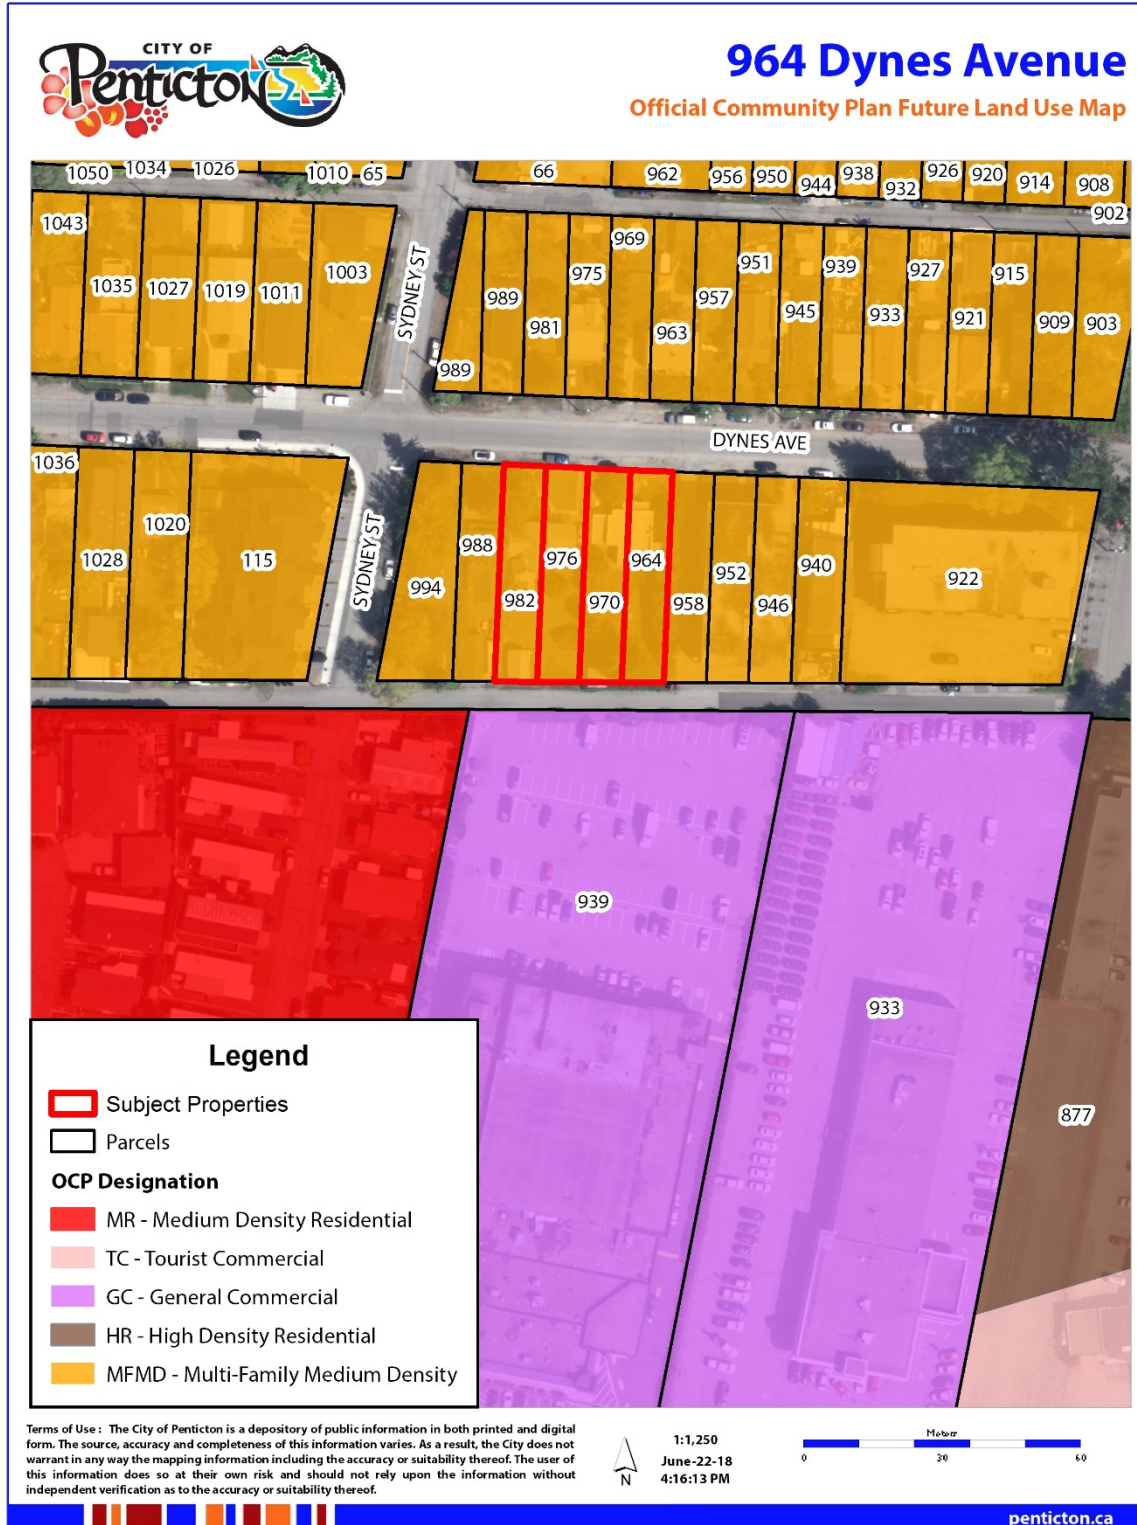 CITY OF
Penticton
964 Dynes Avenue
Official Community Plan Future Land Use Map
1050 1034 1026 1010 65 66 962 956 950 944 938 932 926 920 914 908
902
1043 1035 1027 1019 1011 1003
SYDNEY ST
989 989 981 975 969 963 957 951 945 939 933 927 921 915 909 903
DYNES AVE
1036 1028 1020 115
SYDNEY ST
994 988 982 976 970 964 958 952 946 940 922
939
933
877
Legend
Subject Properties
Parcels
OCP Designation
MR - Medium Density Residential
TC - Tourist Commercial
GC - General Commercial
HR - High Density Residential
MFMD - Multi-Family Medium Density
Terms of Use : The City of Penticton is a depository of public information in both printed and digital
form. The source, accuracy and completeness of this information varies. As a result, the City does not
warrant in any way the mapping information including the accuracy or suitability thereof. The user of
this information does so at their own risk and should not rely upon the information without
independent verification as to the accuracy or suitability thereof.
N
1:1,250
June-22-18
4:16:13 PM
Meters
0 30 60
penticton.ca